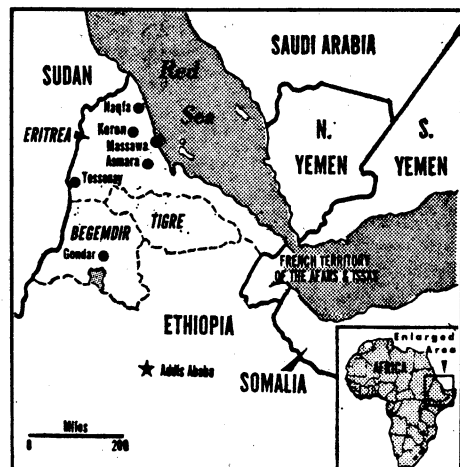 SAUDI ARABIA
SUDAN
Red
Sea
Naqfa
ERITREA
Keren
Massawa
Asmara
N.
YEMEN
S.
YEMEN
Tessenay
TIGRE
BEGEMDIR
Gondar
FRENCH TERRITORY
OF THE AFARS & ISSAS
ETHIOPIA
Addis Ababa
SOMALIA
Enlarged
Area
AFRICA
Miles
0 200